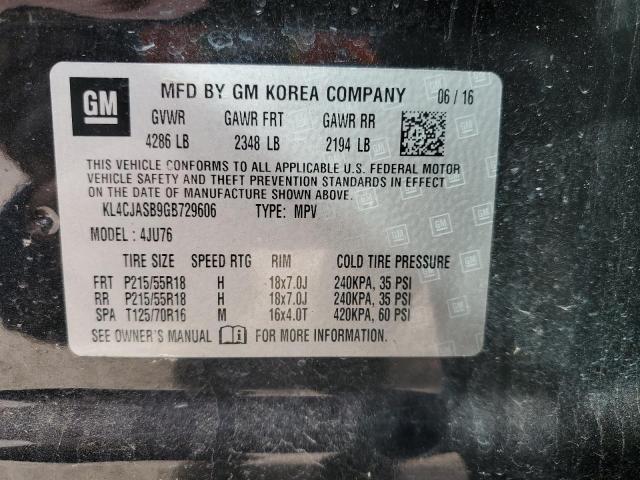 GM MFD BY GM KOREA COMPANY 06 / 16
GVWR GAWR FRT GAWR RR
4286 LB 2348 LB 2194 LB
THIS VEHICLE CONFORMS TO ALL APPLICABLE U.S. FEDERAL MOTOR
VEHICLE SAFETY AND THEFT PREVENTION STANDARDS IN EFFECT
ON THE DATE OF MANUFACTURE SHOWN ABOVE.
KL4CJASB9GB729606 TYPE: MPV
MODEL : 4JU76
TIRE SIZE SPEED RTG RIM COLD TIRE PRESSURE
FRT P215/55R18 H 18x7.0J 240KPA, 35 PSI
RR P215/55R18 H 18x7.0J 240KPA, 35 PSI
SPA T125/70R16 M 16x4.0T 420KPA, 60 PSI
SEE OWNER'S MANUAL FOR MORE INFORMATION.